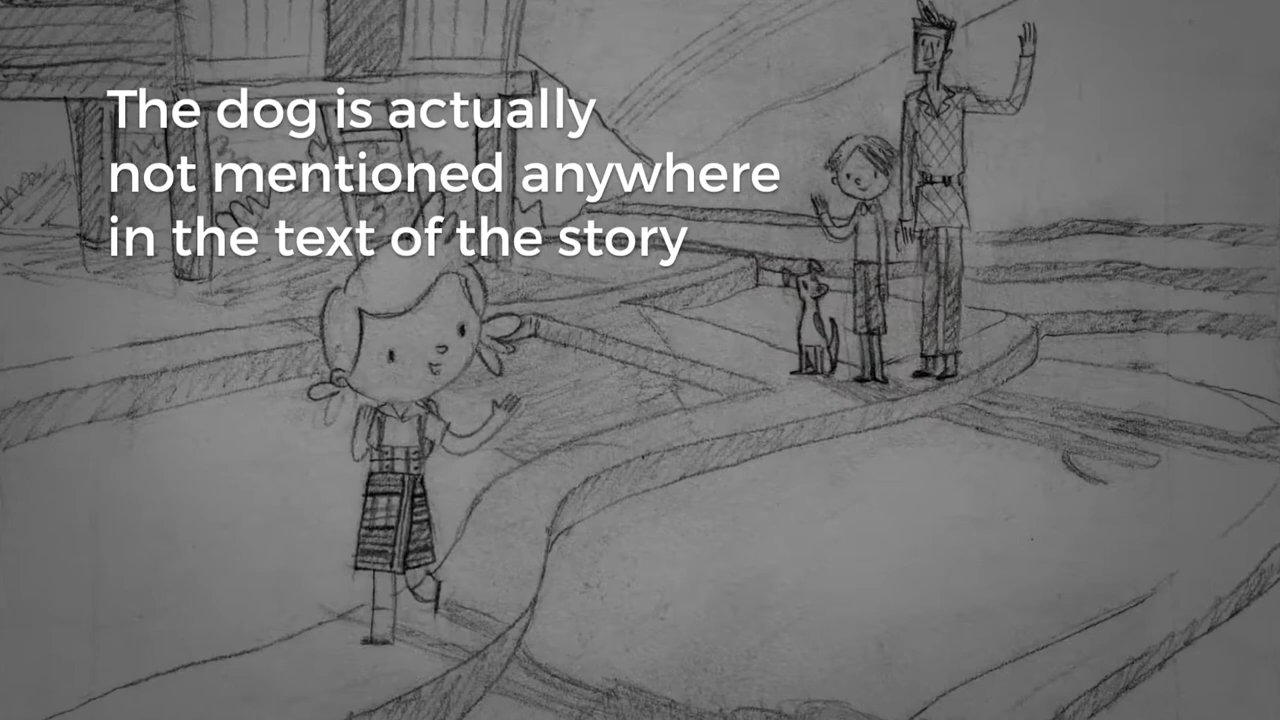 The dog is actually
not mentioned anywhere
in the text of the story